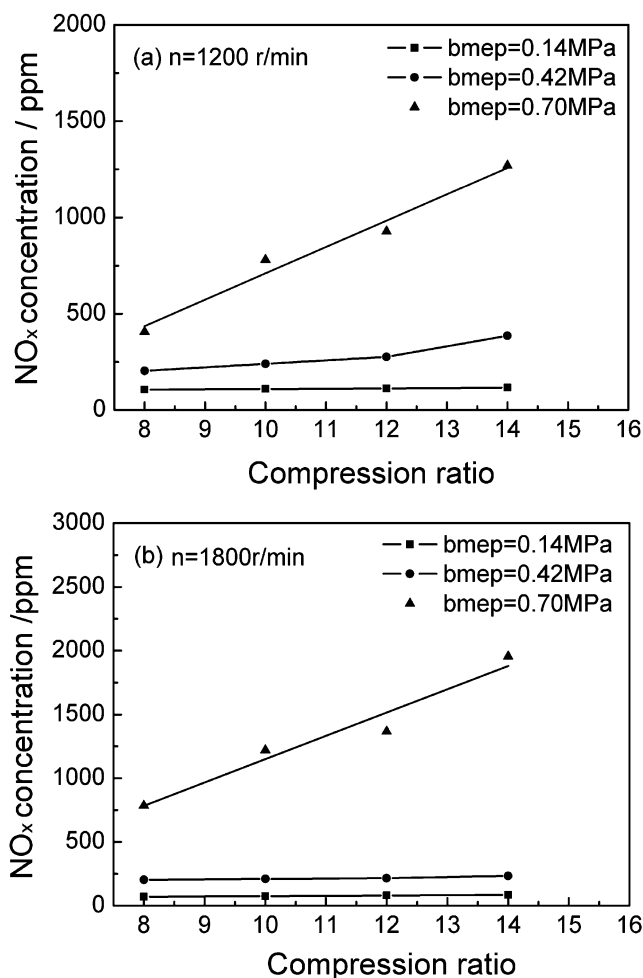 2000
(a) n=1200 r/min
bmep=0.14MPa
bmep=0.42MPa
bmep=0.70MPa
1500
1000
500
0
NOx concentration / ppm
8 9 10 11 12 13 14 15 16
Compression ratio
3000
(b) n=1800r/min
bmep=0.14MPa
bmep=0.42MPa
bmep=0.70MPa
2500
2000
1500
1000
500
0
NOx concentration /ppm
8 9 10 11 12 13 14 15 16
Compression ratio